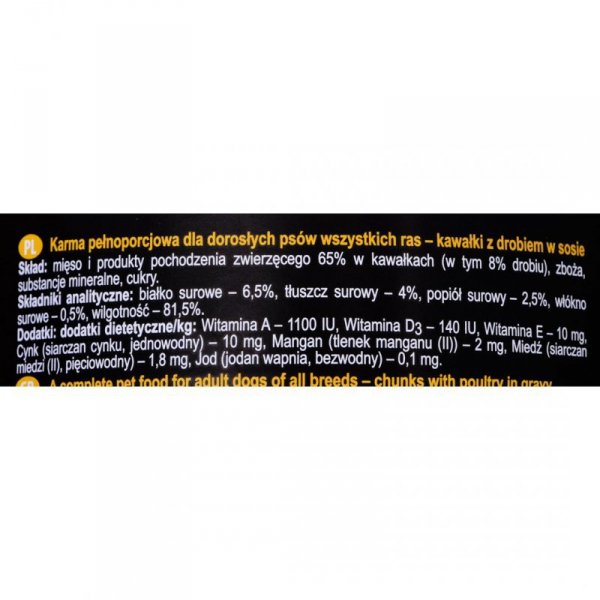 PL Karma pełnoporcjowa dla dorosłych psów wszystkich ras – kawałki z drobiem w sosie
Skład: mięso i produkty pochodzenia zwierzęcego 65% w kawałkach (w tym 8% drobiu), zboża,
substancje mineralne, cukry.
Składniki analityczne: białko surowe – 6,5%, tłuszcz surowy – 4%, popiół surowy – 2,5%, włókno
surowe – 0,5%, wilgotność – 81,5%.
Dodatki: dodatki dietetyczne/kg: Witamina A – 1100 IU, Witamina D3 – 140 IU, Witamina E – 10 mg,
Cynk (siarczan cynku, jednowodny) – 10 mg, Mangan (tlenek manganu (II)) – 2 mg, Miedź (siarczan
miedzi (II), pięciowodny) – 1,8 mg, Jod (jodan wapnia, bezwodny) – 0,1 mg.
A complete pet food for adult dogs of all breeds – chunks with poultry in gravy